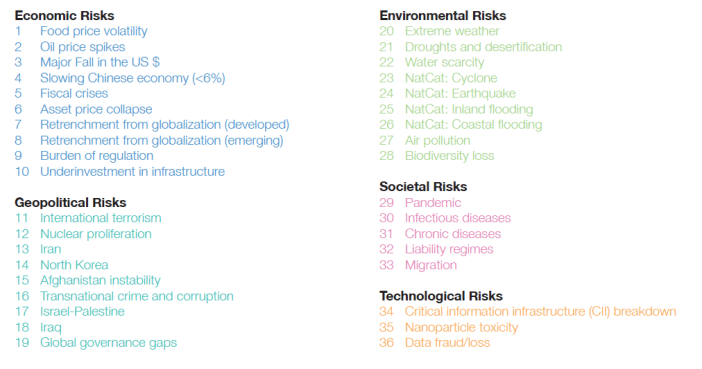 Economic Risks
1 Food price volatility
2 Oil price spikes
3 Major Fall in the US $
4 Slowing Chinese economy (<6%)
5 Fiscal crises
6 Asset price collapse
7 Retrenchment from globalization (developed)
8 Retrenchment from globalization (emerging)
9 Burden of regulation
10 Underinvestment in infrastructure
Geopolitical Risks
11 International terrorism
12 Nuclear proliferation
13 Iran
14 North Korea
15 Afghanistan instability
16 Transnational crime and corruption
17 Israel-Palestine
18 Iraq
19 Global governance gaps
Environmental Risks
20 Extreme weather
21 Droughts and desertification
22 Water scarcity
23 NatCat: Cyclone
24 NatCat: Earthquake
25 NatCat: Inland flooding
26 NatCat: Coastal flooding
27 Air pollution
28 Biodiversity loss
Societal Risks
29 Pandemic
30 Infectious diseases
31 Chronic diseases
32 Liability regimes
33 Migration
Technological Risks
34 Critical information infrastructure (CII) breakdown
35 Nanoparticle toxicity
36 Data fraud/loss